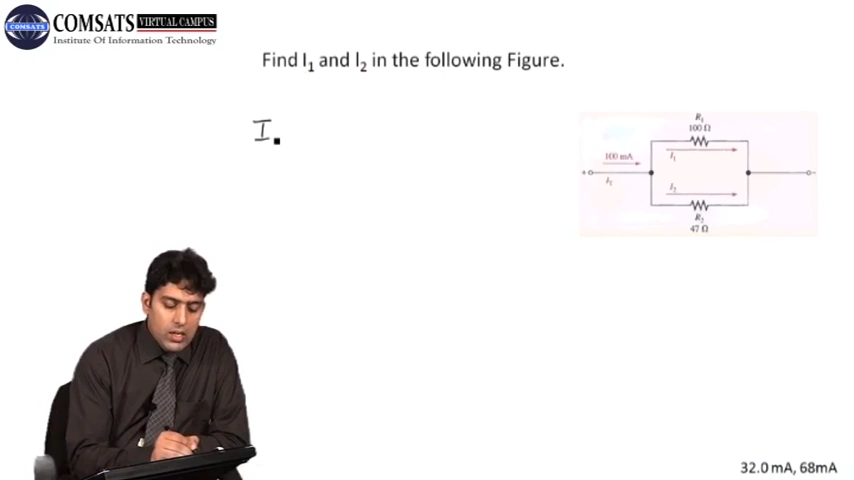 COMSATS VIRTUAL CAMPUS
COMSATS
Institute Of Information Technology
Find I₁ and I₂ in the following Figure.
I
R₁
100 Ω
100 mA
I₁
I₂
R₂
47 Ω
32.0 mA, 68mA